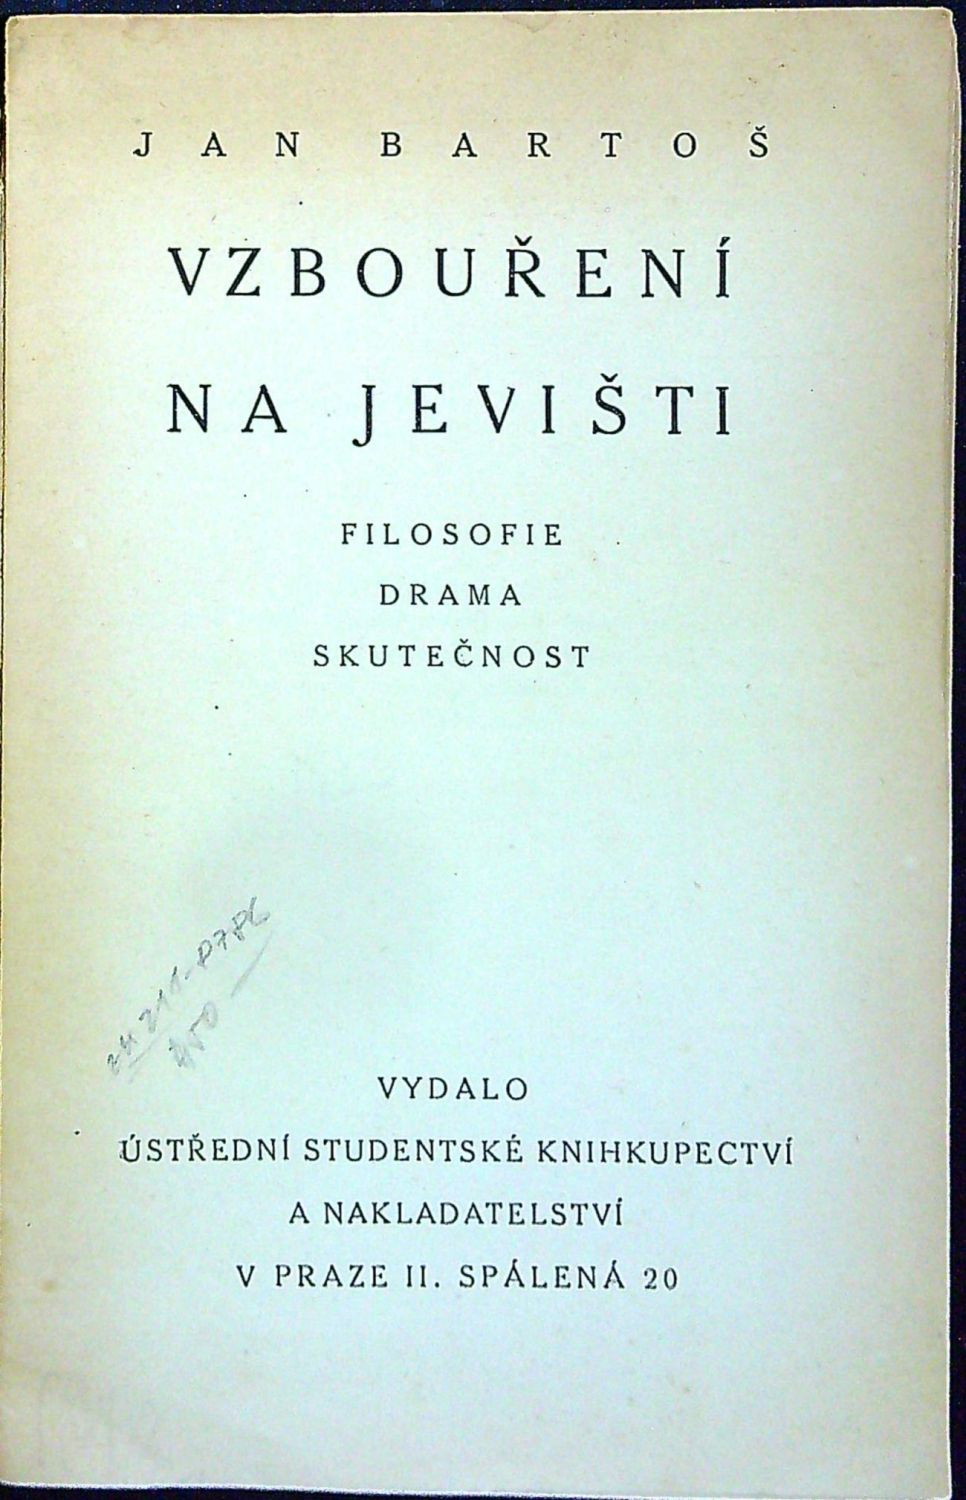 JAN BARTOŠ
VZBOUŘENÍ
NA JEVIŠTI
FILOSOFIE
DRAMA
SKUTEČNOST
VYDALO
ÚSTŘEDNÍ STUDENTSKÉ KNIHKUPECTVÍ
A NAKLADATELSTVÍ
V PRAZE II. SPÁLENÁ 20